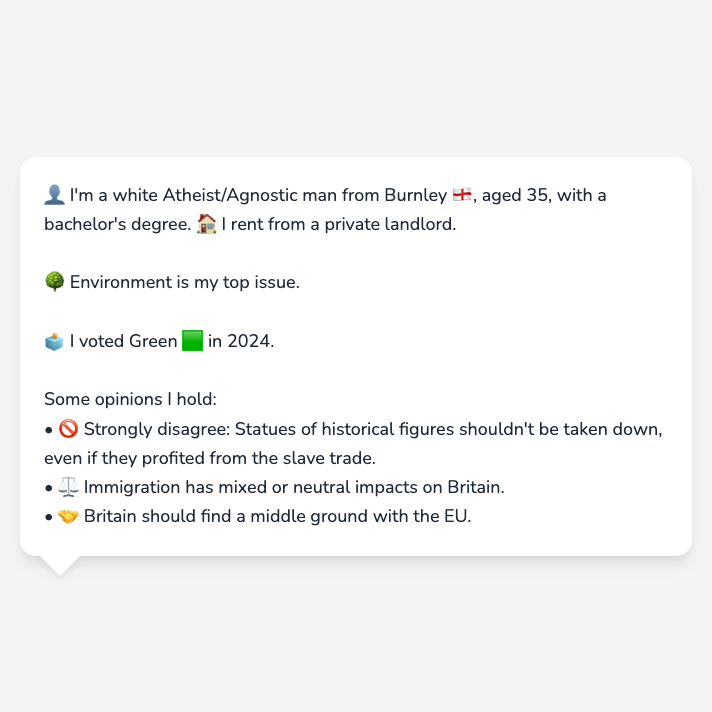 👤 I'm a white Atheist/Agnostic man from Burnley 🏴󠁧󠁢󠁥󠁮󠁧󠁿, aged 35, with a
bachelor's degree. 🏠 I rent from a private landlord.
🌳 Environment is my top issue.
🗳️ I voted Green 🟩 in 2024.
Some opinions I hold:
• 🚫 Strongly disagree: Statues of historical figures shouldn't be taken down,
even if they profited from the slave trade.
• ⚖️ Immigration has mixed or neutral impacts on Britain.
• 🤝 Britain should find a middle ground with the EU.